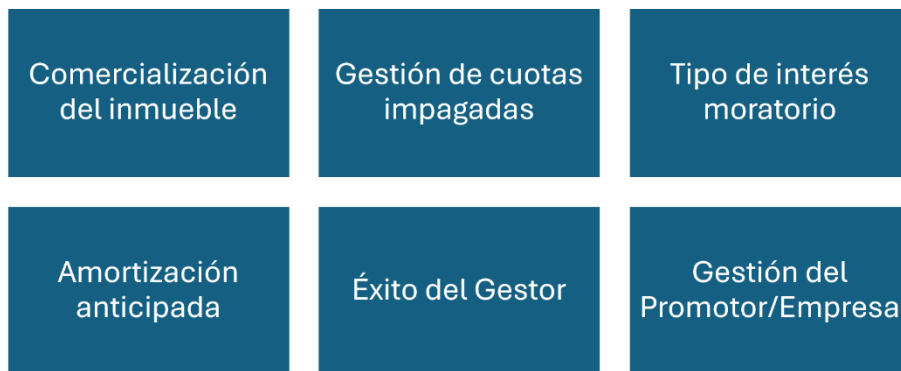 Comercialización
del inmueble
Gestión de cuotas
impagadas
Tipo de interés
moratorio
Amortización
anticipada
Éxito del Gestor
Gestión del
Promotor/Empresa